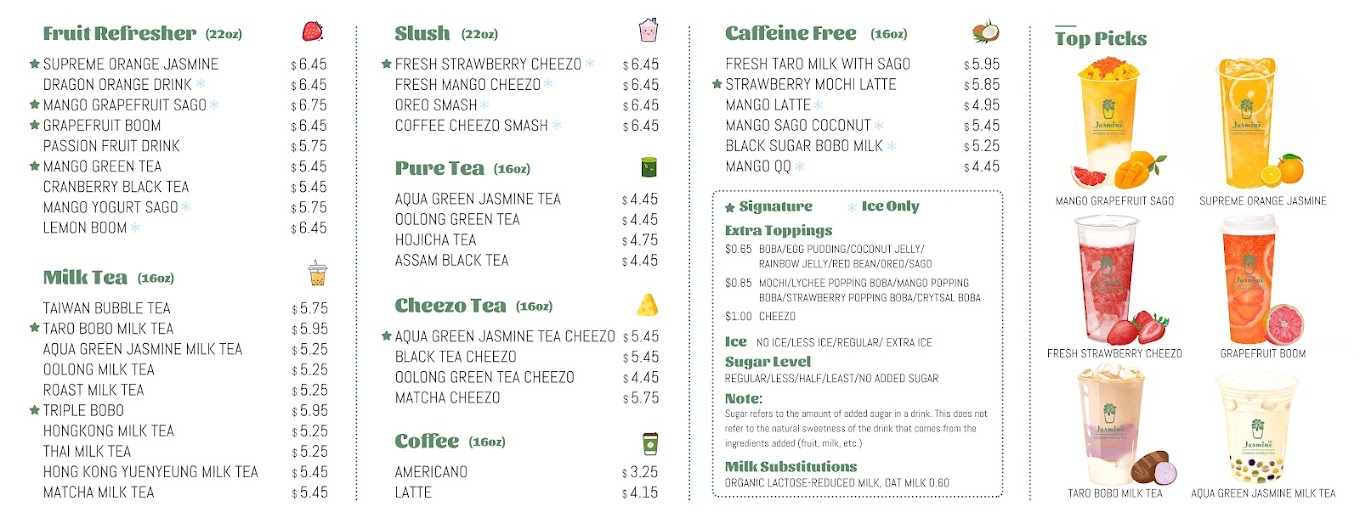 Fruit Refresher (22oz)
SUPREME ORANGE JASMINE $6.45
DRAGON ORANGE DRINK $6.45
MANGO GRAPEFRUIT SAGO $6.75
GRAPEFRUIT BOOM $6.45
PASSION FRUIT DRINK $5.75
MANGO GREEN TEA $5.45
CRANBERRY BLACK TEA $5.45
MANGO YOGURT SAGO $5.75
LEMON BOOM $6.45
Milk Tea (16oz)
TAIWAN BUBBLE TEA $5.75
TARO BOBO MILK TEA $5.95
AQUA GREEN JASMINE MILK TEA $5.25
OOLONG MILK TEA $5.25
ROAST MILK TEA $5.25
TRIPLE BOBO $5.95
HONGKONG MILK TEA $5.25
THAI MILK TEA $5.25
HONG KONG YUENYEUNG MILK TEA $5.45
MATCHA MILK TEA $5.45
Slush (22oz)
FRESH STRAWBERRY CHEEZO $6.45
FRESH MANGO CHEEZO $6.45
OREO SMASH $6.45
COFFEE CHEEZO SMASH $6.45
Pure Tea (16oz)
AQUA GREEN JASMINE TEA $4.45
OOLONG GREEN TEA $4.45
HOJICHA TEA $4.75
ASSAM BLACK TEA $4.45
Cheezo Tea (16oz)
AQUA GREEN JASMINE TEA CHEEZO $5.45
BLACK TEA CHEEZO $5.45
OOLONG GREEN TEA CHEEZO $4.45
MATCHA CHEEZO $5.75
Coffee (16oz)
AMERICANO $3.25
LATTE $4.15
Caffeine Free (16oz)
FRESH TARO MILK WITH SAGO $5.95
STRAWBERRY MOCHI LATTE $5.85
MANGO LATTE $4.95
MANGO SAGO COCONUT $5.45
BLACK SUGAR BOBO MILK $5.25
MANGO QQ $4.45
Signature Ice Only
Extra Toppings
$0.65 BOBA/EGG PUDDING/COCONUT JELLY/
RAINBOW JELLY/RED BEAN/OREO/SAGO
$0.85 MOCHI/LYCHEE POPPING BOBA/MANGO POPPING
BOBA/STRAWBERRY POPPING BOBA/CRYTSAL BOBA
$1.00 CHEEZO
Ice NO ICE/LESS ICE/REGULAR/ EXTRA ICE
Sugar Level
REGULAR/LESS/HALF/LEAST/NO ADDED SUGAR
Note:
Sugar refers to the amount of added sugar in a drink. This does not
refer to the natural sweetness of the drink that comes from the
ingredients added (fruit, milk, etc.)
Milk Substitutions
ORGANIC LACTOSE-REDUCED MILK, OAT MILK 0.60
Top Picks
Jasmine
Jasmine
MANGO GRAPEFRUIT SAGO
SUPREME ORANGE JASMINE
Jasmine
FRESH STRAWBERRY CHEEZO
GRAPEFRUIT BOOM
Jasmine
Jasmine
TARO BOBO MILK TEA
AQUA GREEN JASMINE MILK TEA